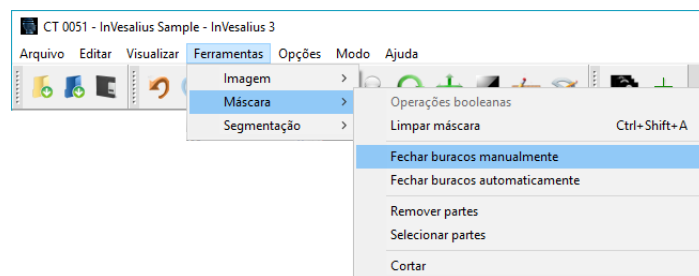 CT 0051 - InVesalius Sample - InVesalius 3
Arquivo Editar Visualizar Ferramentas Opções Modo Ajuda
Imagem
Máscara
Segmentação
Operações booleanas
Limpar máscara Ctrl+Shift+A
Fechar buracos manualmente
Fechar buracos automaticamente
Remover partes
Selecionar partes
Cortar